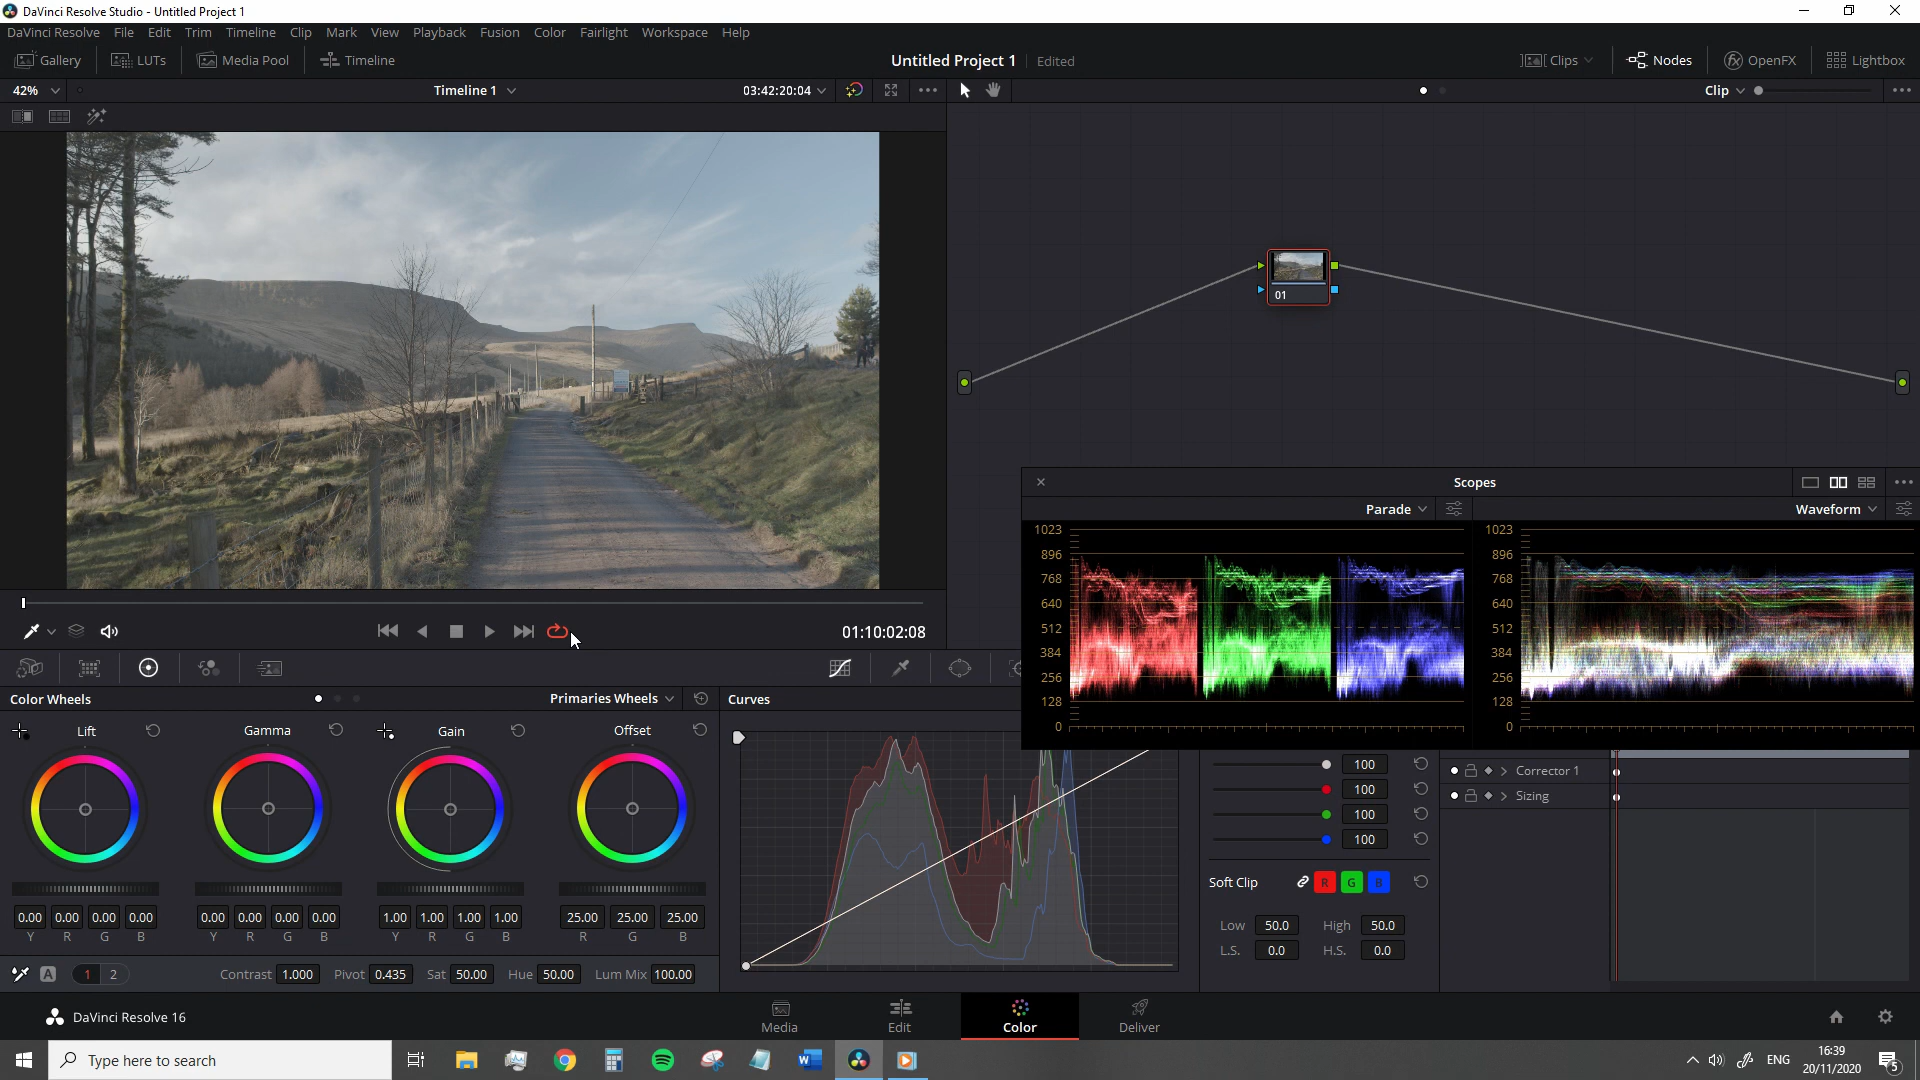 DaVinci Resolve Studio - Untitled Project 1
DaVinci Resolve File Edit Trim Timeline Clip Mark View Playback Fusion Color Fairlight Workspace Help
Gallery LUTs Media Pool Timeline Untitled Project 1 Edited Clips Nodes OpenFX Lightbox
42% Timeline 1 03:42:20:04 Clip
01
Scopes
Parade Waveform
1023 1023
896 896
768 768
640 640
512 512
384 384
256 256
128 128
0 0
01:10:02:08
Color Wheels Primaries Wheels Curves
Lift Gamma Gain Offset
100
100
100
100
Corrector 1
Sizing
Soft Clip R G B
0.00 0.00 0.00 0.00 0.00 0.00 0.00 0.00 1.00 1.00 1.00 1.00 25.00 25.00 25.00
Y R G B Y R G B Y R G B R G B
Low 50.0 High 50.0
L.S. 0.0 H.S. 0.0
A 1 2 Contrast 1.000 Pivot 0.435 Sat 50.00 Hue 50.00 Lum Mix 100.00
DaVinci Resolve 16
Media Edit Color Deliver
Type here to search
ENG
16:39
20/11/2020
5